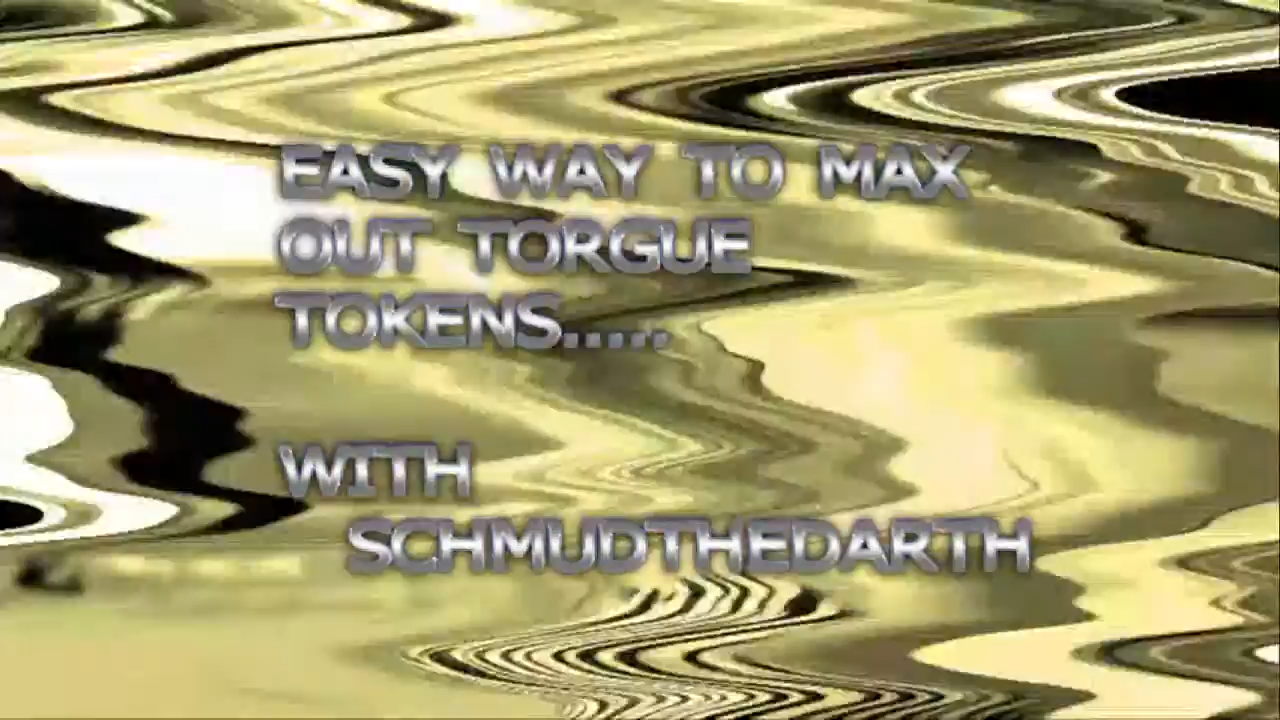 EASY WAY TO MAX
OUT TORGUE
TOKENS.....
WITH
SCHMUDTHEDARTH